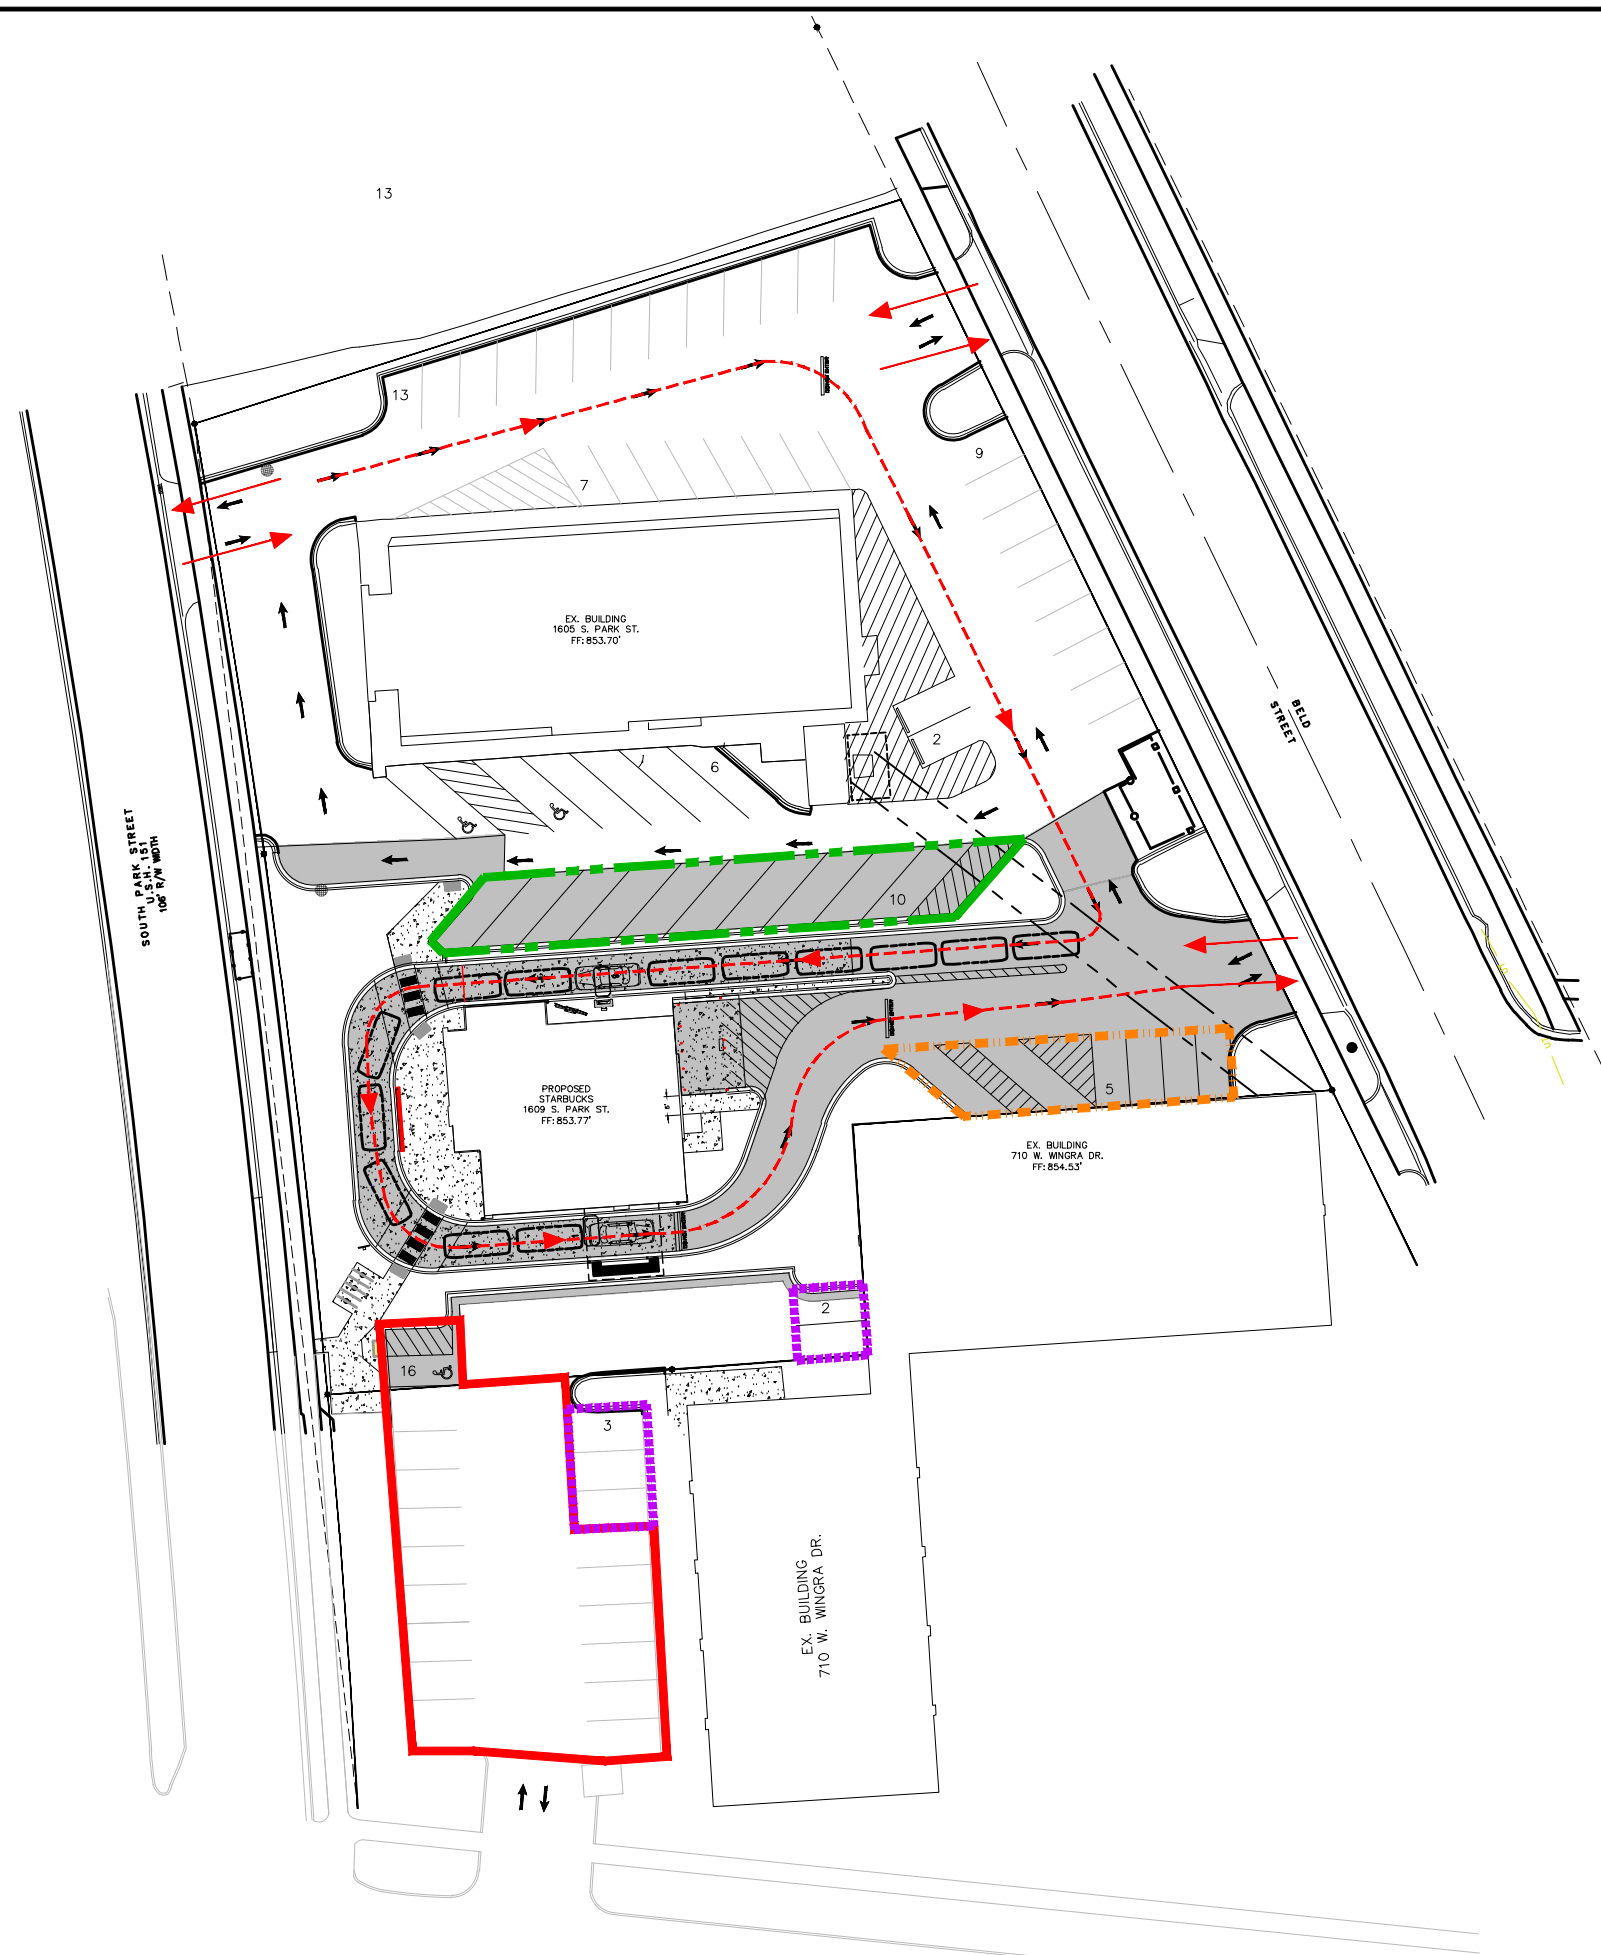 13
13
9
7
EX. BUILDING
1605 S. PARK ST.
FF:853.70'
BELD
STREET
2
6
SOUTH PARK STREET
U.S.H. 151
106' R/W WIDTH
10
PROPOSED
STARBUCKS
1609 S. PARK ST.
FF:853.77'
5
EX. BUILDING
710 W. WINGRA DR.
FF:854.53'
2
16
3
EX. BUILDING
710 W. WINGRA DR.